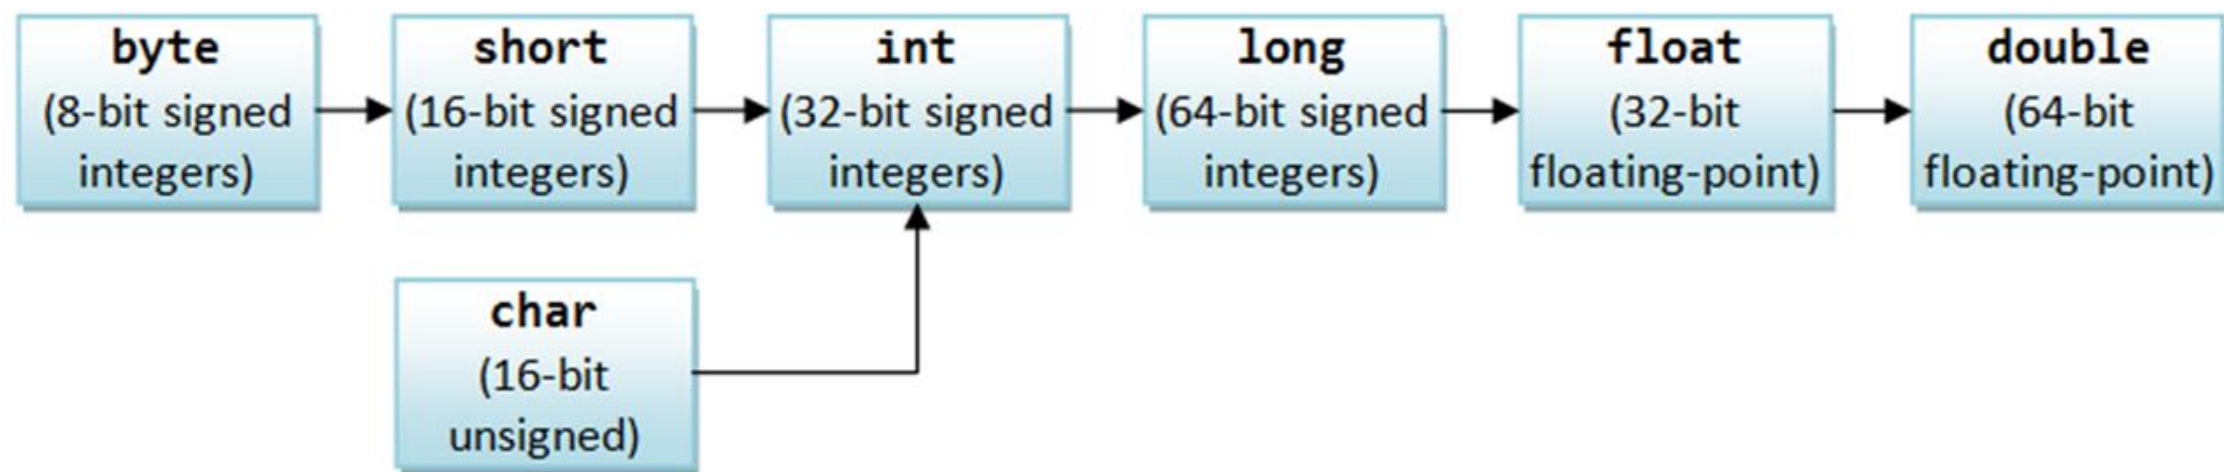 byte
(8-bit signed
integers)
short
(16-bit signed
integers)
int
(32-bit signed
integers)
long
(64-bit signed
integers)
float
(32-bit
floating-point)
double
(64-bit
floating-point)
char
(16-bit
unsigned)